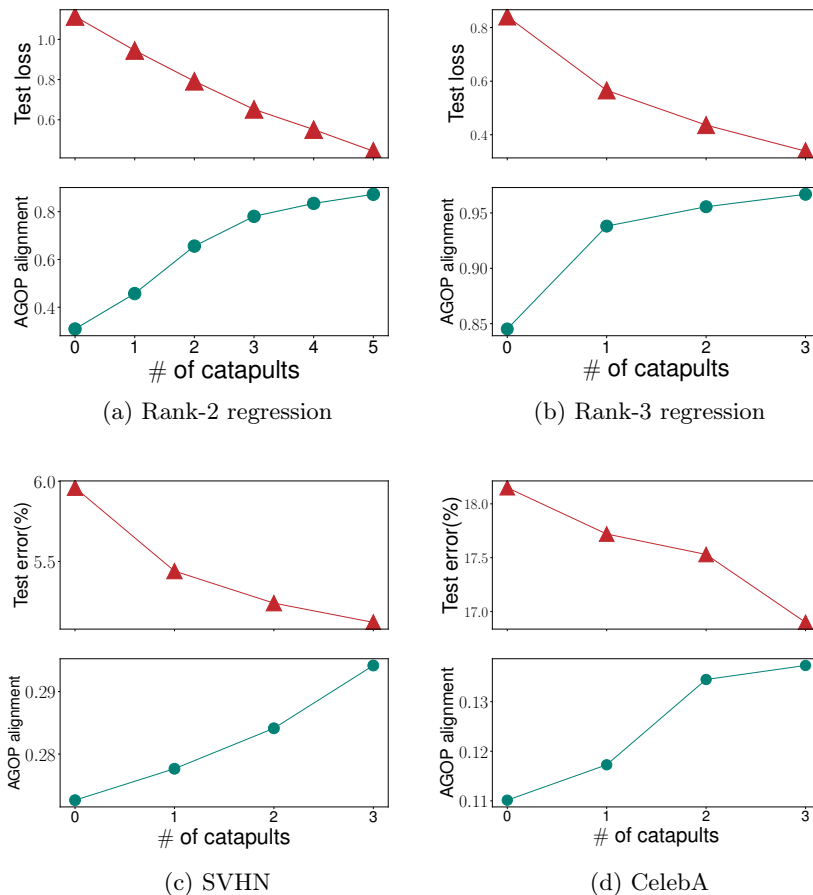 1.0
0.8
0.6
Test loss
0.8
0.6
0.4
AGOP alignment
0 1 2 3 4 5
# of catapults
(a) Rank-2 regression
0.8
0.6
0.4
Test loss
0.95
0.90
0.85
AGOP alignment
0 1 2 3
# of catapults
(b) Rank-3 regression
6.0
5.5
Test error(%)
0.29
0.28
AGOP alignment
0 1 2 3
# of catapults
(c) SVHN
18.0
17.5
17.0
Test error(%)
0.13
0.12
0.11
AGOP alignment
0 1 2 3
# of catapults
(d) CelebA